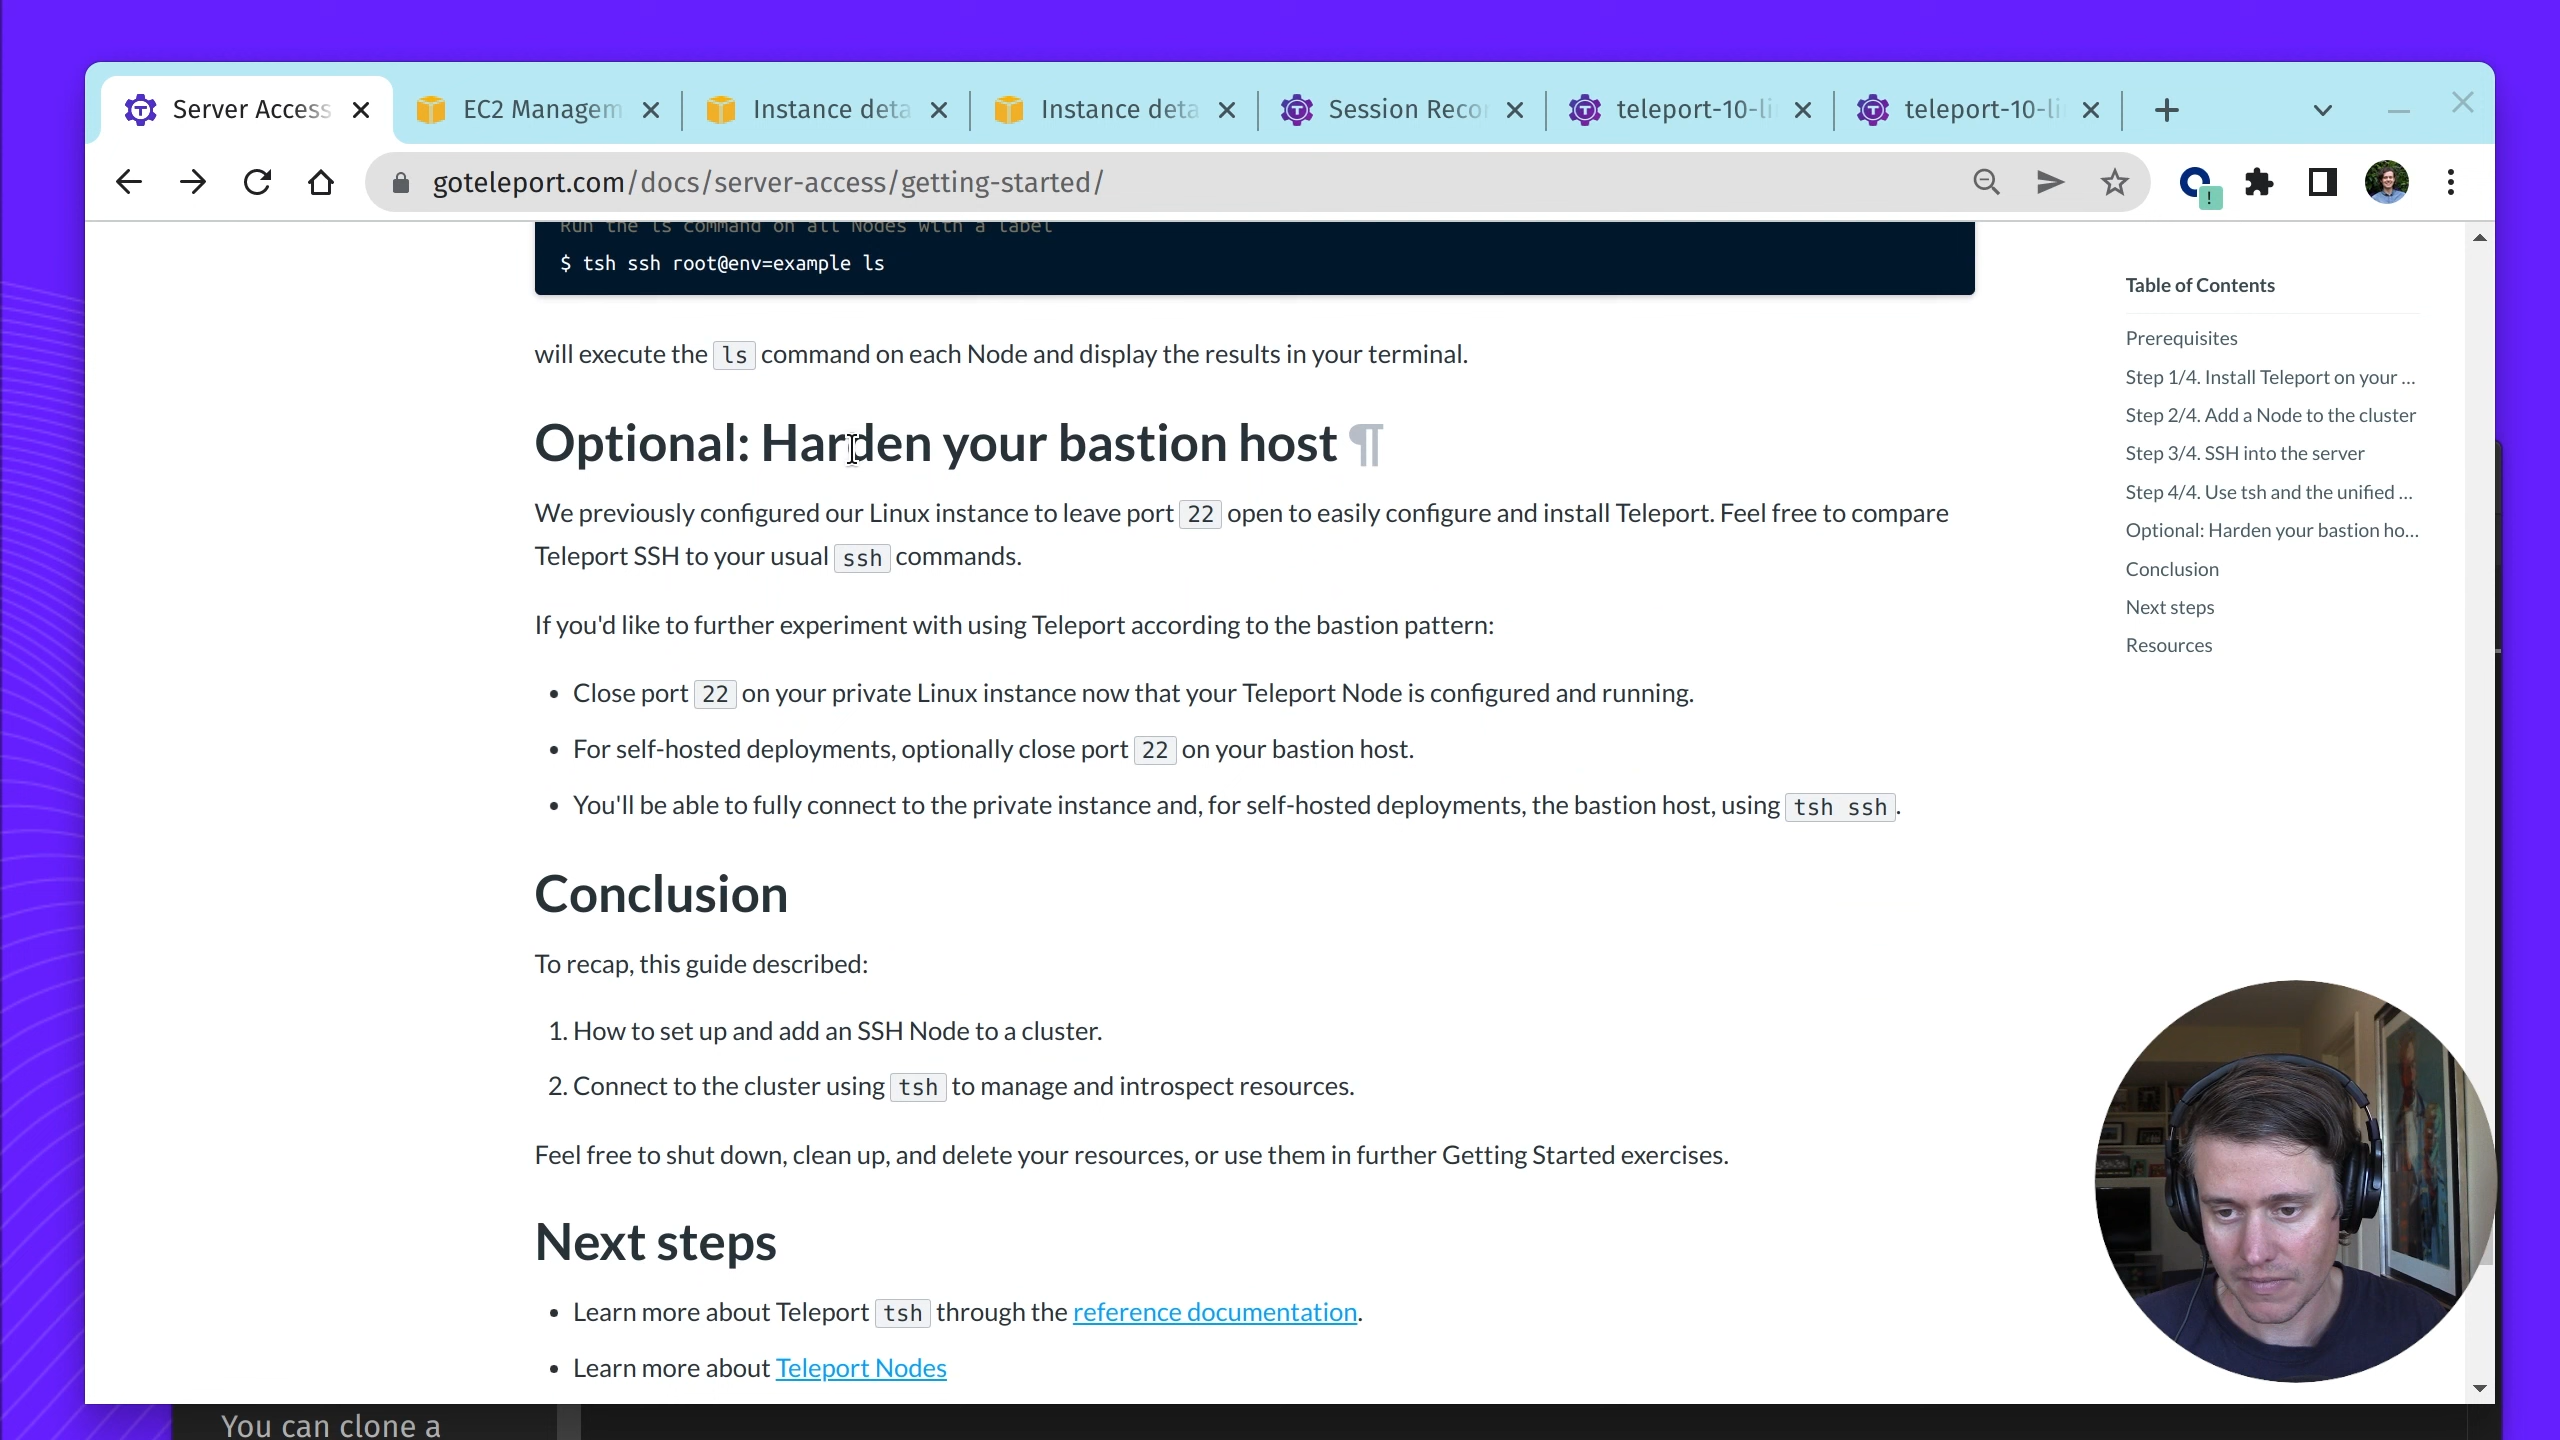 Server Access
EC2 Managem
Instance deta
Instance deta
Session Recor
teleport-10-li
teleport-10-li
goteleport.com/docs/server-access/getting-started/
!
Run the ls command on all Nodes with a label
$ tsh ssh root@env=example ls
will execute the ls command on each Node and display the results in your terminal.
Optional: Harden your bastion host ¶
We previously configured our Linux instance to leave port 22 open to easily configure and install Teleport. Feel free to compare
Teleport SSH to your usual ssh commands.
If you'd like to further experiment with using Teleport according to the bastion pattern:
• Close port 22 on your private Linux instance now that your Teleport Node is configured and running.
• For self-hosted deployments, optionally close port 22 on your bastion host.
• You'll be able to fully connect to the private instance and, for self-hosted deployments, the bastion host, using tsh ssh.
Conclusion
To recap, this guide described:
1. How to set up and add an SSH Node to a cluster.
2. Connect to the cluster using tsh to manage and introspect resources.
Feel free to shut down, clean up, and delete your resources, or use them in further Getting Started exercises.
Next steps
• Learn more about Teleport tsh through the reference documentation.
• Learn more about Teleport Nodes
Table of Contents
Prerequisites
Step 1/4. Install Teleport on your ...
Step 2/4. Add a Node to the cluster
Step 3/4. SSH into the server
Step 4/4. Use tsh and the unified ...
Optional: Harden your bastion ho...
Conclusion
Next steps
Resources
You can clone a